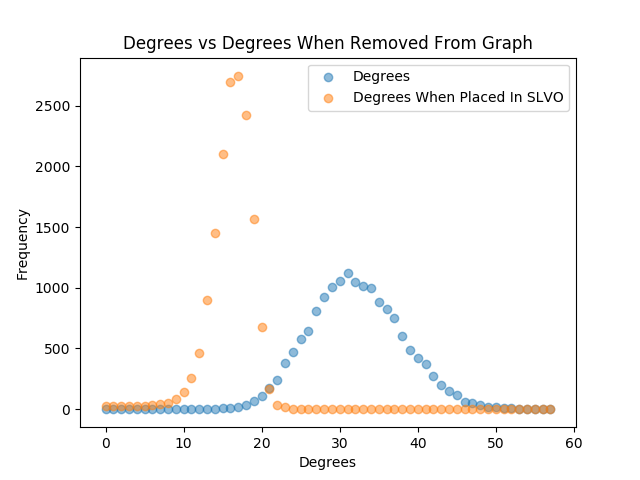 Degrees vs Degrees When Removed From Graph
Degrees
Degrees When Placed In SLVO
Frequency
2500
2000
1500
1000
500
0
0 10 20 30 40 50 60
Degrees